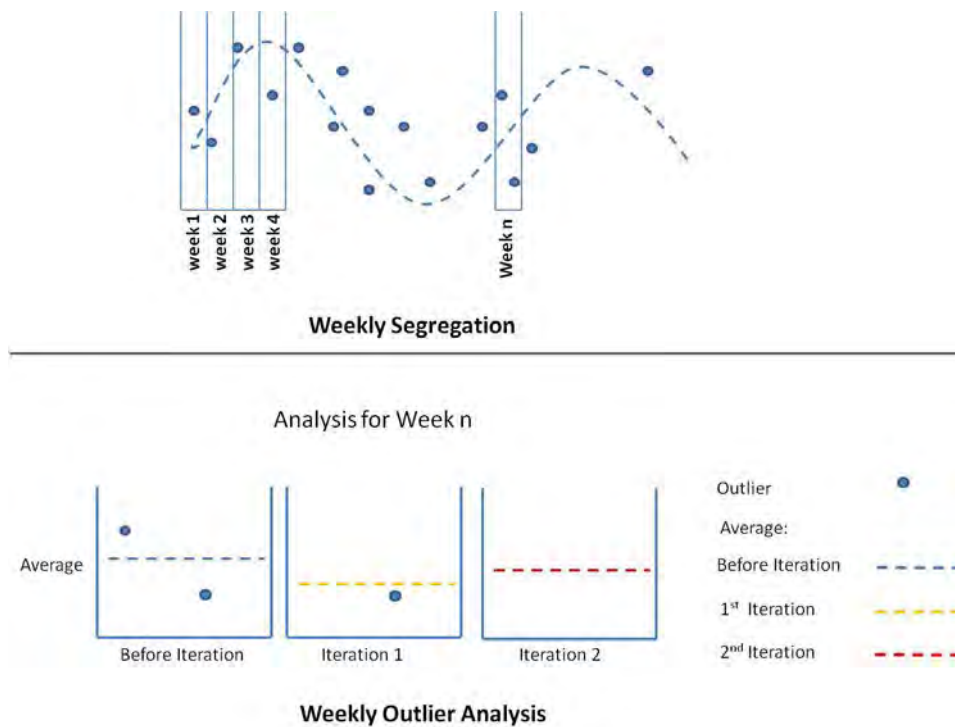 week 1
week 2
week 3
week 4
Week n
Weekly Segregation
Analysis for Week n
Average
Before Iteration
Iteration 1
Iteration 2
Outlier
Average:
Before Iteration
1st Iteration
2nd Iteration
Weekly Outlier Analysis